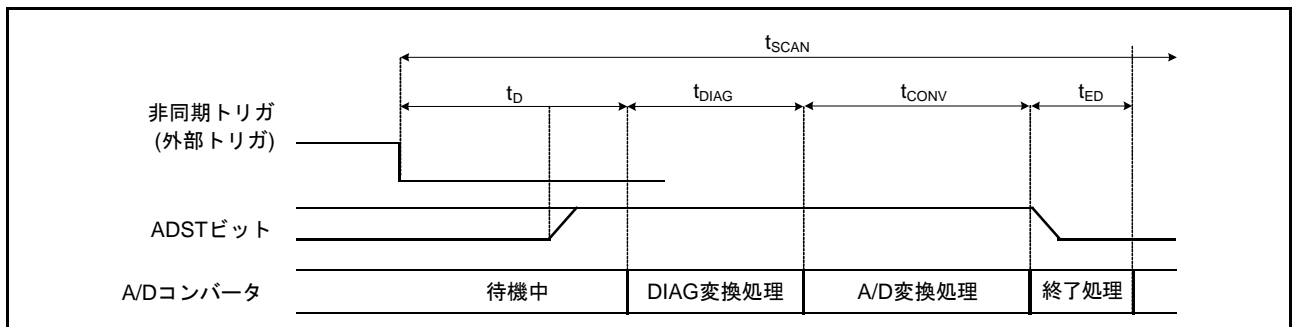 tSCAN
tD tDIAG tCONV tED
非同期トリガ
(外部トリガ)
ADSTビット
A/Dコンバータ 待機中 DIAG変換処理 A/D変換処理 終了処理